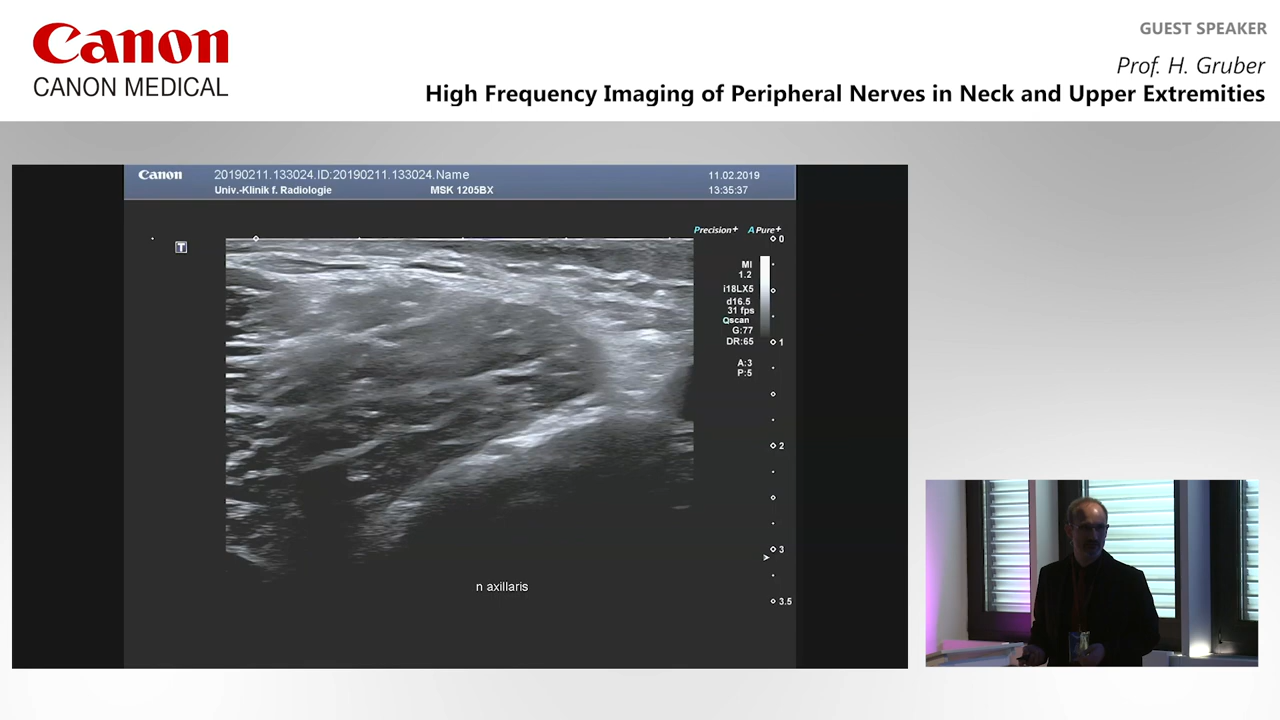 Canon
CANON MEDICAL
GUEST SPEAKER
Prof. H. Gruber
High Frequency Imaging of Peripheral Nerves in Neck and Upper Extremities
Canon
20190211.133024.ID:20190211.133024.Name
11.02.2019
Univ.-Klinik f. Radiologie
MSK 1205BX
13:35:37
Precision+
A Pure+
T
0
MI
1.2
i18LX5
d16.5
31 fps
Qscan
G:77
DR:65
1
A:3
P:5
2
3
3.5
n axillaris